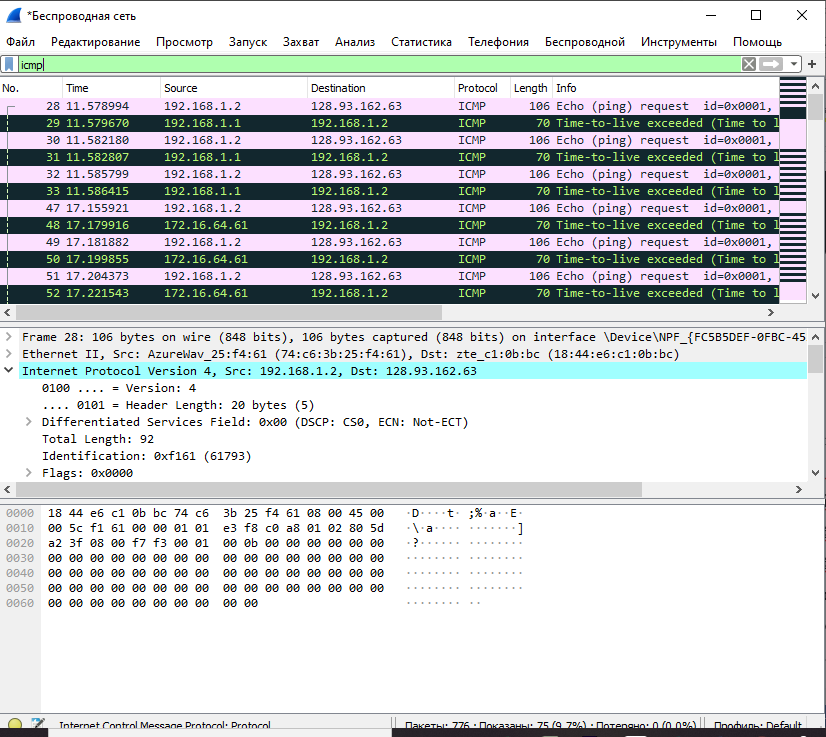 *Беспроводная сеть
Файл Редактирование Просмотр Запуск Захват Анализ Статистика Телефония Беспроводной Инструменты Помощь
icmp
No. Time Source Destination Protocol Length Info
28 11.578994 192.168.1.2 128.93.162.63 ICMP 106 Echo (ping) request id=0x0001,
29 11.579670 192.168.1.1 192.168.1.2 ICMP 70 Time-to-live exceeded (Time to l
30 11.582180 192.168.1.2 128.93.162.63 ICMP 106 Echo (ping) request id=0x0001,
31 11.582807 192.168.1.1 192.168.1.2 ICMP 70 Time-to-live exceeded (Time to l
32 11.585799 192.168.1.2 128.93.162.63 ICMP 106 Echo (ping) request id=0x0001,
33 11.586415 192.168.1.1 192.168.1.2 ICMP 70 Time-to-live exceeded (Time to l
47 17.155921 192.168.1.2 128.93.162.63 ICMP 106 Echo (ping) request id=0x0001,
48 17.179916 172.16.64.61 192.168.1.2 ICMP 70 Time-to-live exceeded (Time to l
49 17.181882 192.168.1.2 128.93.162.63 ICMP 106 Echo (ping) request id=0x0001,
50 17.199855 172.16.64.61 192.168.1.2 ICMP 70 Time-to-live exceeded (Time to l
51 17.204373 192.168.1.2 128.93.162.63 ICMP 106 Echo (ping) request id=0x0001,
52 17.221543 172.16.64.61 192.168.1.2 ICMP 70 Time-to-live exceeded (Time to l
Frame 28: 106 bytes on wire (848 bits), 106 bytes captured (848 bits) on interface \Device\NPF_{FC5B5DEF-0FBC-45
Ethernet II, Src: AzureWav_25:f4:61 (74:c6:3b:25:f4:61), Dst: zte_c1:0b:bc (18:44:e6:c1:0b:bc)
Internet Protocol Version 4, Src: 192.168.1.2, Dst: 128.93.162.63
0100 .... = Version: 4
.... 0101 = Header Length: 20 bytes (5)
Differentiated Services Field: 0x00 (DSCP: CS0, ECN: Not-ECT)
Total Length: 92
Identification: 0xf161 (61793)
Flags: 0x0000
0000 18 44 e6 c1 0b bc 74 c6 3b 25 f4 61 08 00 45 00 ·D····t· ;%·a··E·
0010 00 5c f1 61 00 00 01 01 e3 f8 c0 a8 01 02 80 5d ·\·a···· ·······]
0020 a2 3f 08 00 f7 f3 00 01 00 0b 00 00 00 00 00 00 ·?······ ········
0030 00 00 00 00 00 00 00 00 00 00 00 00 00 00 00 00 ········ ········
0040 00 00 00 00 00 00 00 00 00 00 00 00 00 00 00 00 ········ ········
0050 00 00 00 00 00 00 00 00 00 00 00 00 00 00 00 00 ········ ········
0060 00 00 00 00 00 00 00 00 00 00 ········ ··
Internet Control Message Protocol: Protocol Пакеты: 776 · Показаны: 75 (9.7%) · Потеряно: 0 (0.0%) Профиль: Default